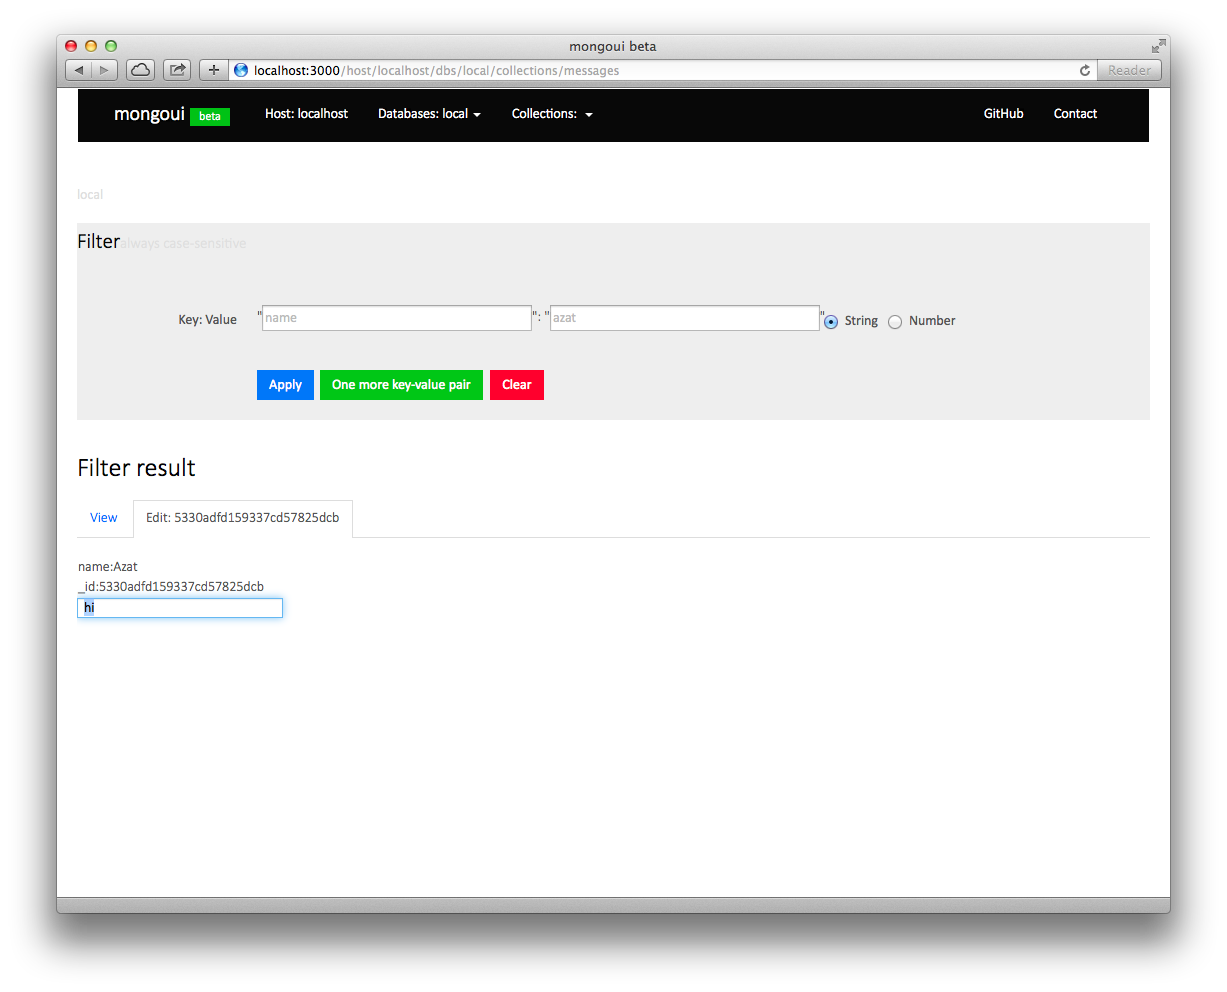 mongoui beta
localhost:3000/host/localhost/dbs/local/collections/messages
Reader
mongoui beta Host: localhost Databases: local Collections: GitHub Contact
local
Filter always case-sensitive
Key: Value "name": "azat" String Number
Apply One more key-value pair Clear
Filter result
View Edit: 5330adfd159337cd57825dcb
name:Azat
_id:5330adfd159337cd57825dcb
hi